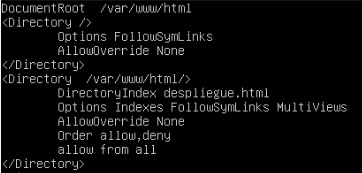 DocumentRoot /var/www/html
<Directory />
Options FollowSymLinks
AllowOverride None
</Directory>
<Directory /var/www/html/>
DirectoryIndex despliegue.html
Options Indexes FollowSymLinks MultiViews
AllowOverride None
Order allow,deny
allow from all
</Directory>